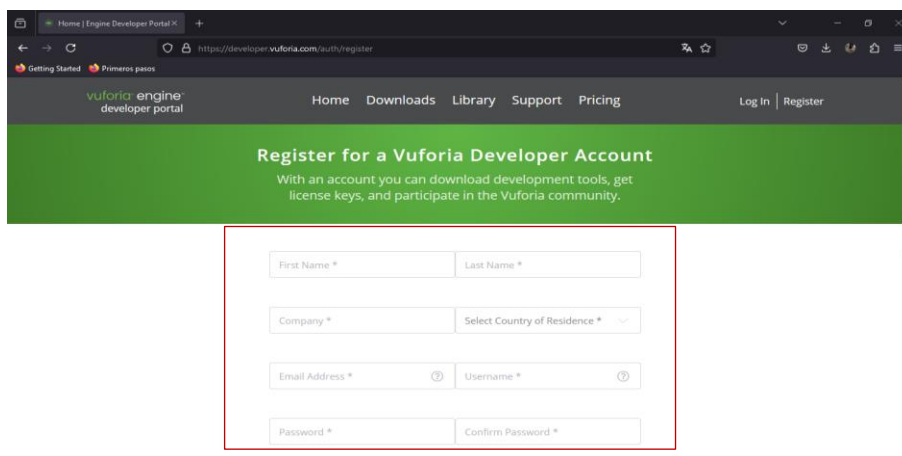 Home | Engine Developer Portal
https://developer.vuforia.com/auth/register
Getting Started Primeros pasos
vuforia engine™ Home Downloads Library Support Pricing Log In | Register
developer portal
Register for a Vuforia Developer Account
With an account you can download development tools, get
license keys, and participate in the Vuforia community.
First Name * Last Name *
Company * Select Country of Residence *
Email Address * Username *
Password * Confirm Password *